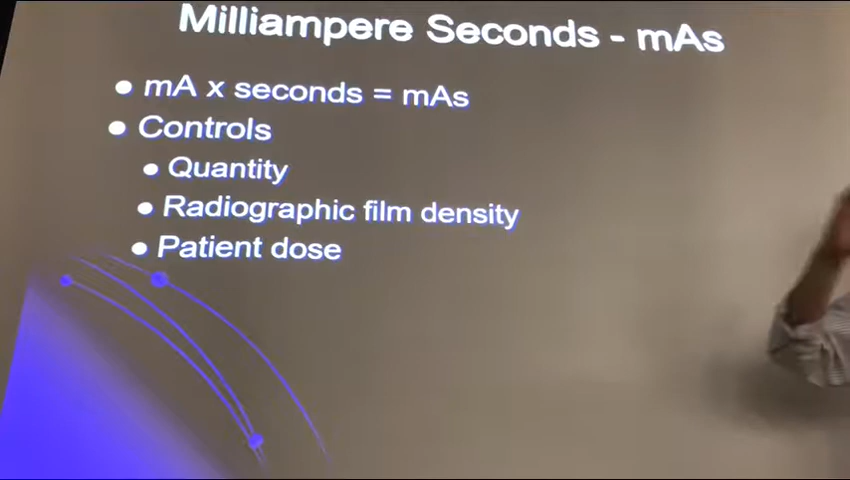 Milliampere Seconds - mAs
mA x seconds = mAs
Controls
Quantity
Radiographic film density
Patient dose